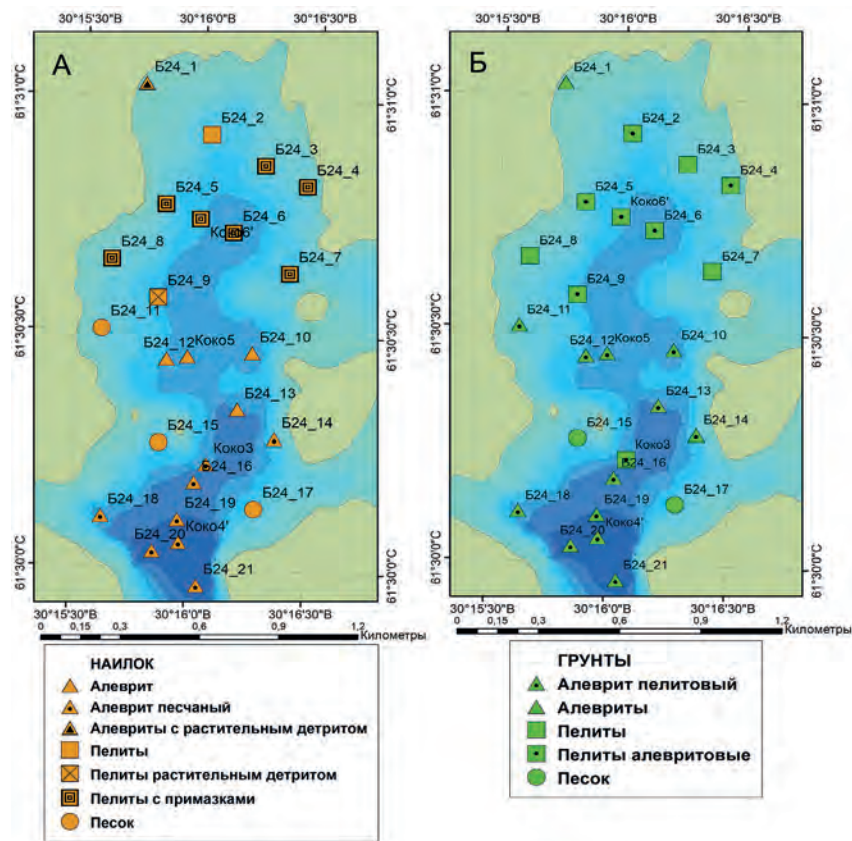 30°15'30"В 30°16'0"В 30°16'30"В
А
61°31'0"С
61°31'0"С
Б24_1
Б24_2
Б24_3
Б24_4
Б24_5
Б24_6
Коко6'
Б24_7
Б24_8
Б24_9
Б24_11
61°30'30"С
61°30'30"С
Б24_12
Коко5
Б24_10
Б24_13
Б24_14
Б24_15
Коко3
Б24_16
Б24_17
Б24_18
Б24_19
Коко4'
Б24_20
Б24_21
61°30'0"С
61°30'0"С
30°15'30"В 30°16'0"В 30°16'30"В
0 0,15 0,3 0,6 0,9 1,2
Километры
НАИЛОК
Алеврит
Алеврит песчаный
Алевриты с растительным детритом
Пелиты
Пелиты растительным детритом
Пелиты с примазками
Песок
30°15'30"В 30°16'0"В 30°16'30"В
Б
61°31'0"С
61°31'0"С
Б24_1
Б24_2
Б24_3
Б24_4
Б24_5
Коко6'
Б24_6
Б24_7
Б24_8
Б24_9
Б24_11
61°30'30"С
61°30'30"С
Б24_12
Коко5
Б24_10
Б24_13
Б24_14
Б24_15
Коко3
Б24_16
Б24_17
Б24_18
Б24_19
Коко4'
Б24_20
Б24_21
61°30'0"С
61°30'0"С
30°15'30"В 30°16'0"В 30°16'30"В
0 0,15 0,3 0,6 0,9 1,2
Километры
ГРУНТЫ
Алеврит пелитовый
Алевриты
Пелиты
Пелиты алевритовые
Песок